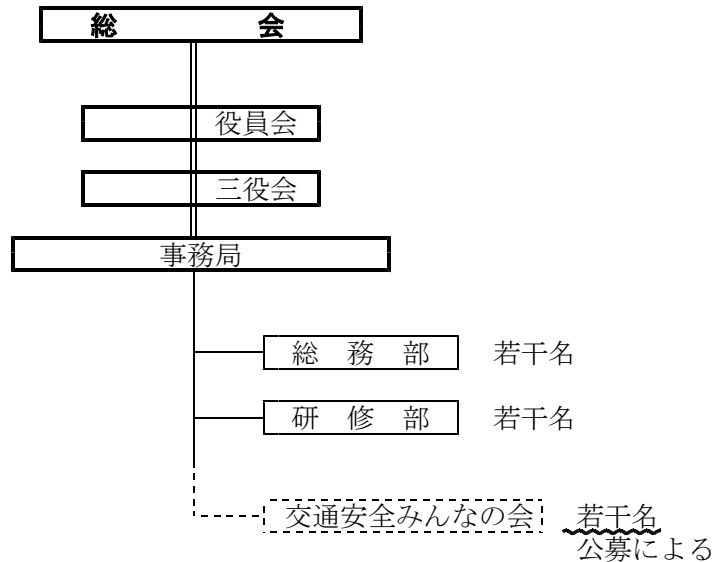 総　会
役員会
三役会
事務局
総　務　部　若干名
研　修　部　若干名
交通安全みんなの会　若干名
公募による